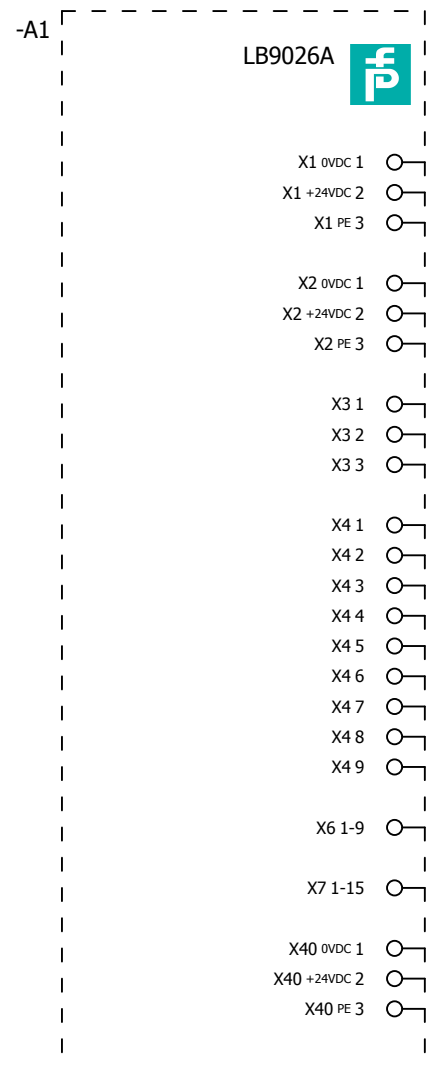 -A1
LB9026A
X1 0VDC 1
X1 +24VDC 2
X1 PE 3
X2 0VDC 1
X2 +24VDC 2
X2 PE 3
X3 1
X3 2
X3 3
X4 1
X4 2
X4 3
X4 4
X4 5
X4 6
X4 7
X4 8
X4 9
X6 1-9
X7 1-15
X40 0VDC 1
X40 +24VDC 2
X40 PE 3